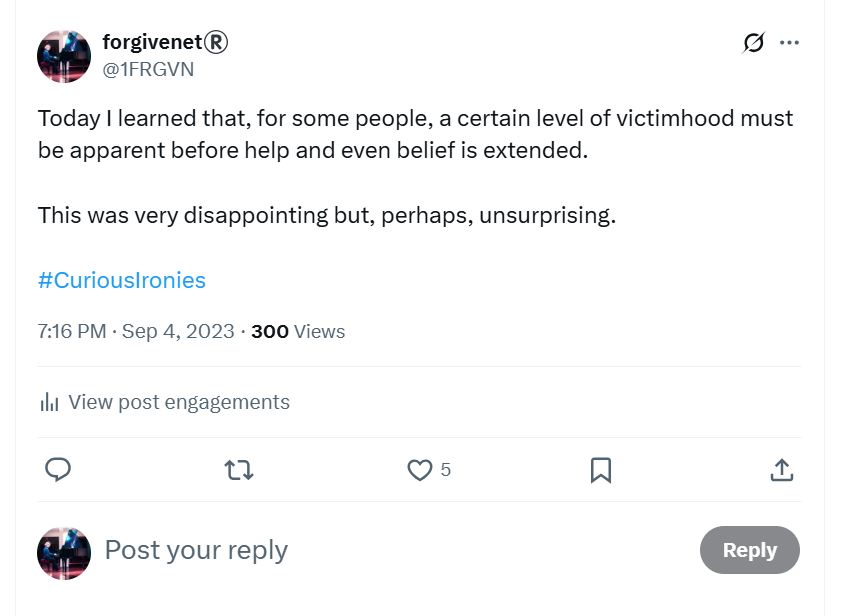 forgivenet®
@1FRGVN
Today I learned that, for some people, a certain level of victimhood must
be apparent before help and even belief is extended.
This was very disappointing but, perhaps, unsurprising.
#CuriousIronies
7:16 PM · Sep 4, 2023 · 300 Views
View post engagements
5
Post your reply
Reply